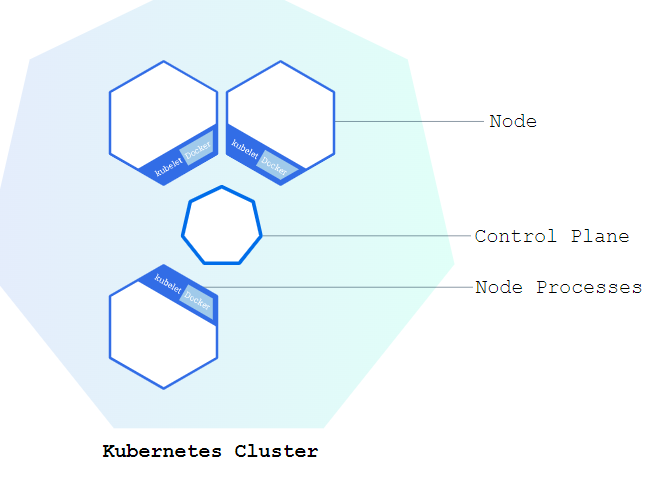 kubelet Docker
kubelet Docker
Node
Control Plane
kubelet Docker
Node Processes
Kubernetes Cluster